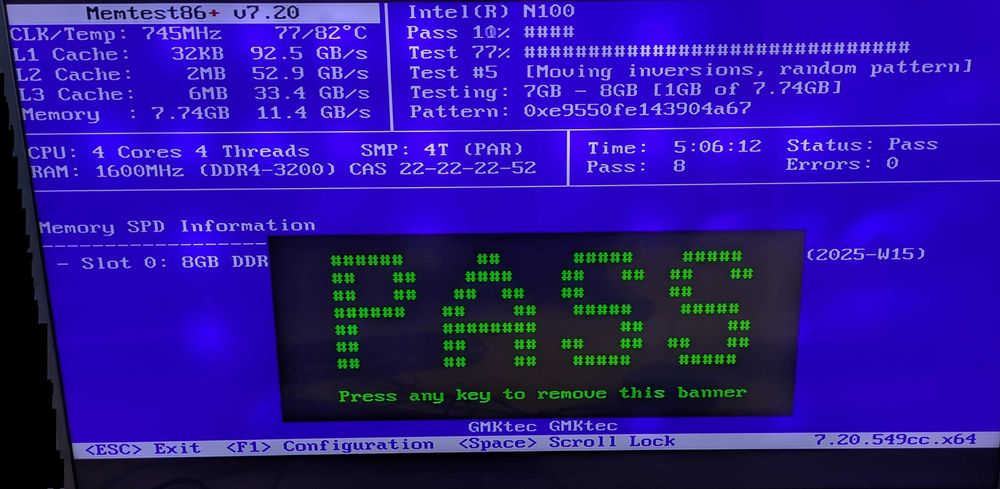 Memtest86+ v7.20
Intel(R) N100
CLK/Temp: 745MHz 77/82°C
Pass 10% ####
L1 Cache: 32KB 92.5 GB/s
Test 77% ##############################
L2 Cache: 2MB 52.9 GB/s
Test #5 [Moving inversions, random pattern]
L3 Cache: 6MB 33.4 GB/s
Testing: 7GB - 8GB [1GB of 7.74GB]
Memory : 7.74GB 11.4 GB/s
Pattern: 0xe9550fe143904a67
CPU: 4 Cores 4 Threads SMP: 4T (PAR)
Time: 5:06:12 Status: Pass
RAM: 1600MHz (DDR4-3200) CAS 22-22-22-52
Pass: 8 Errors: 0
Memory SPD Information
- Slot 0: 8GB DDR
(2025-W15)
PASS
Press any key to remove this banner
GMKtec GMKtec
<ESC> Exit <F1> Configuration <Space> Scroll Lock 7.20.549cc.x64